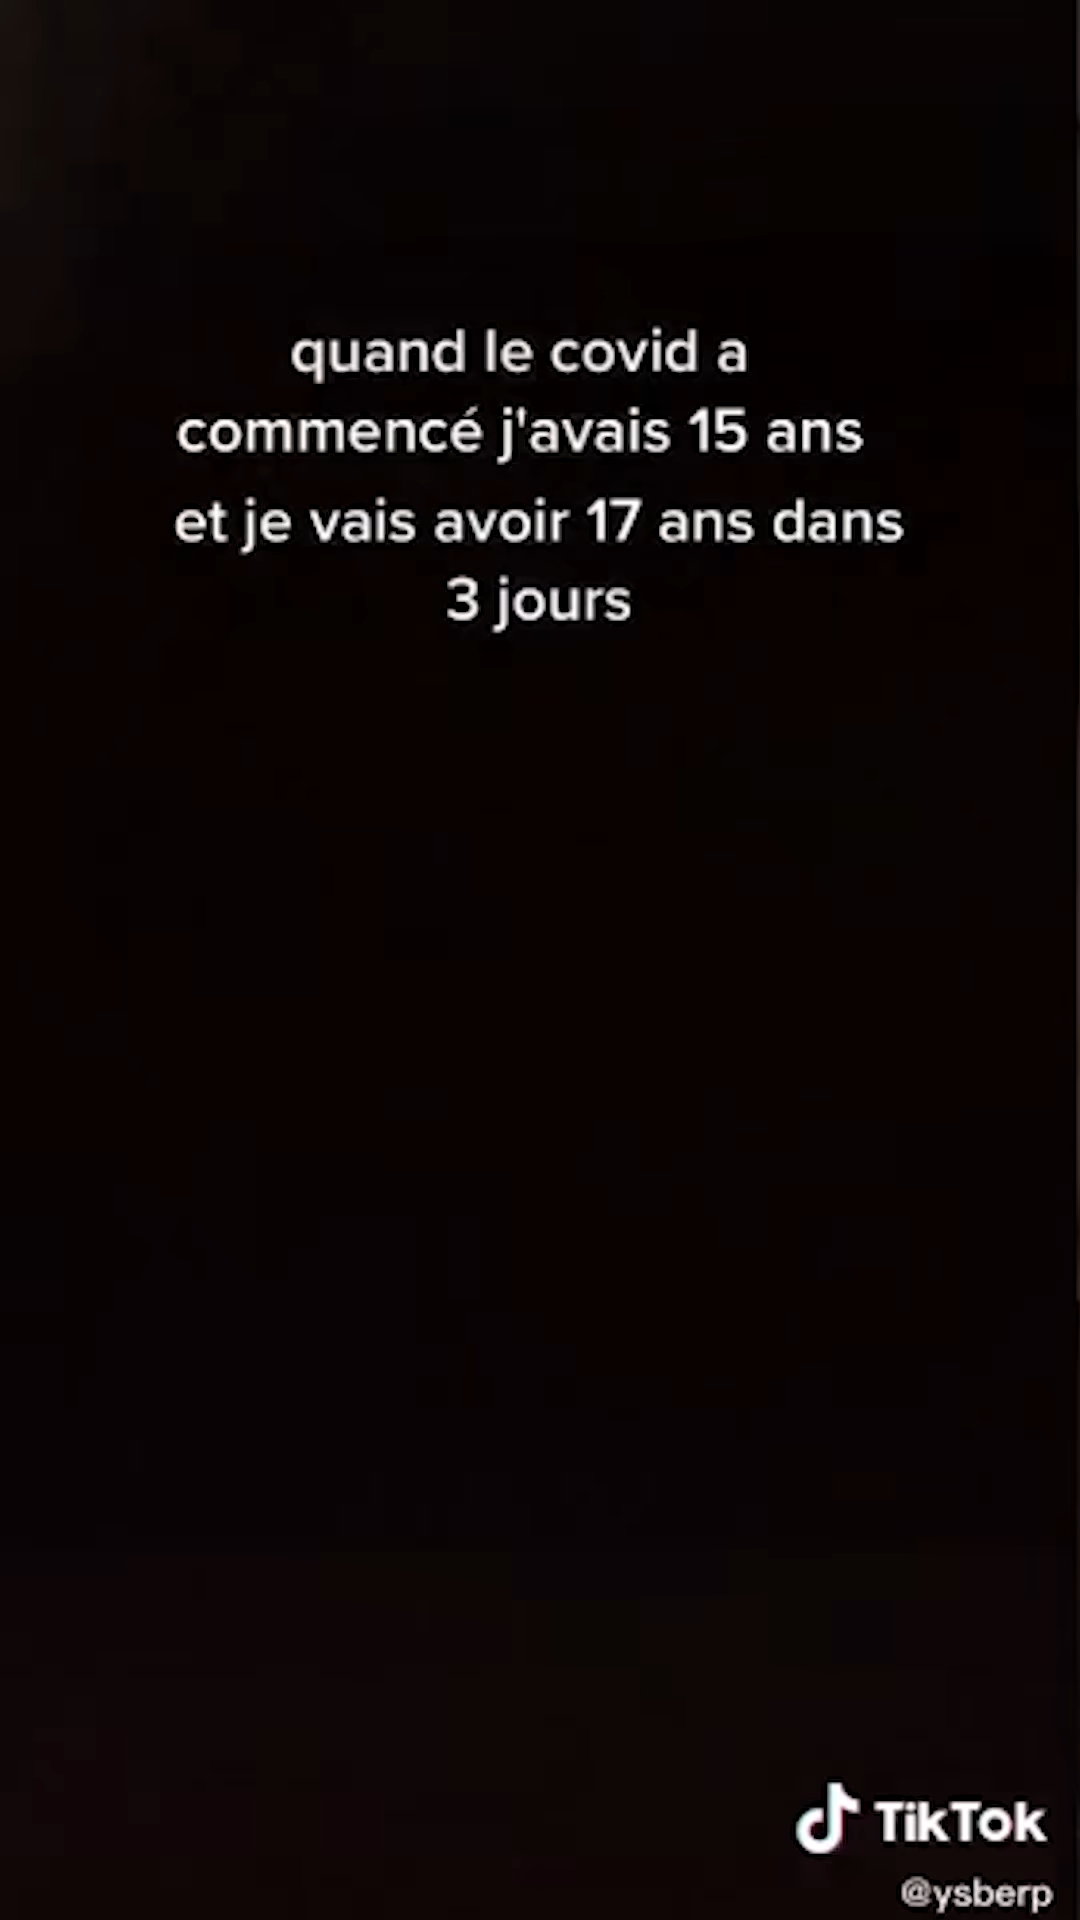 quand le covid a
commencé j'avais 15 ans
et je vais avoir 17 ans dans
3 jours
TikTok
@ysberp